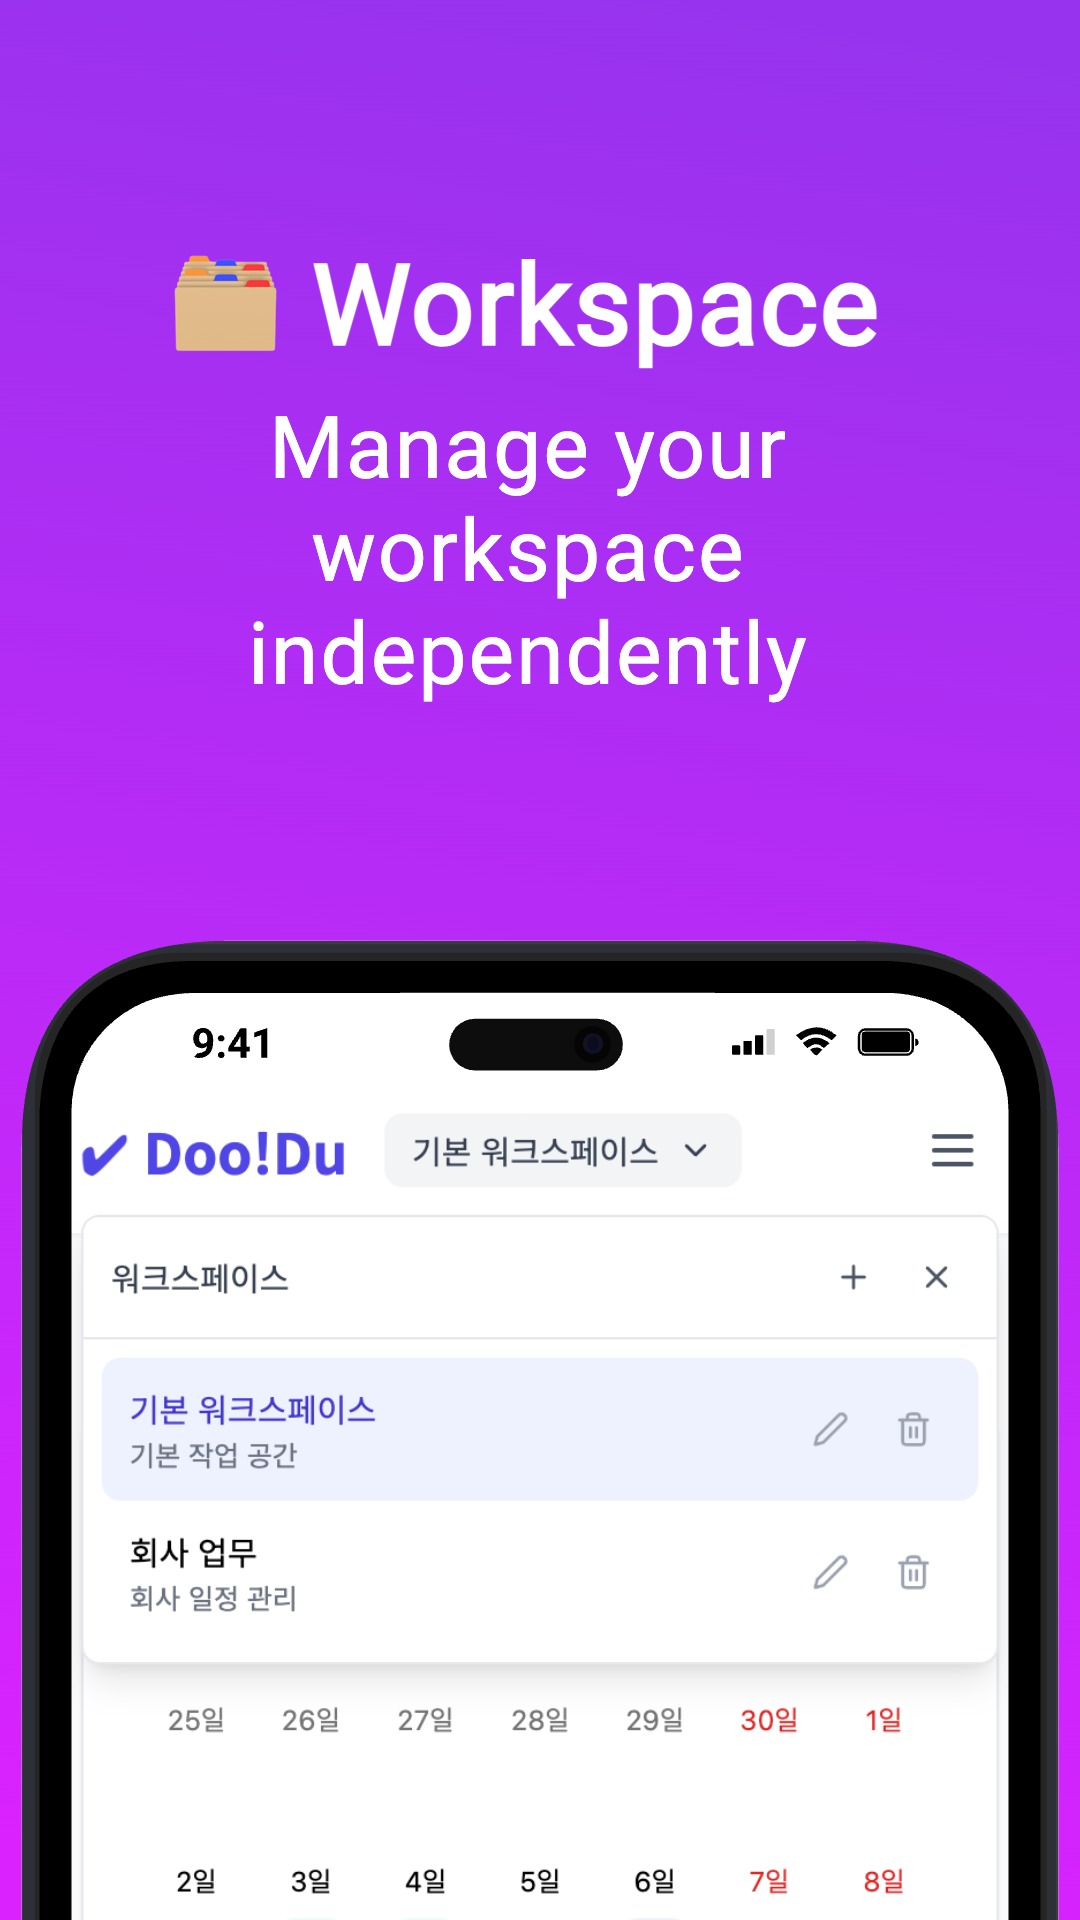 Workspace
Manage your
workspace
independently
9:41
Doo!Du
기본 워크스페이스
워크스페이스
기본 워크스페이스
기본 작업 공간
회사 업무
회사 일정 관리
25일 26일 27일 28일 29일 30일 1일
2일 3일 4일 5일 6일 7일 8일